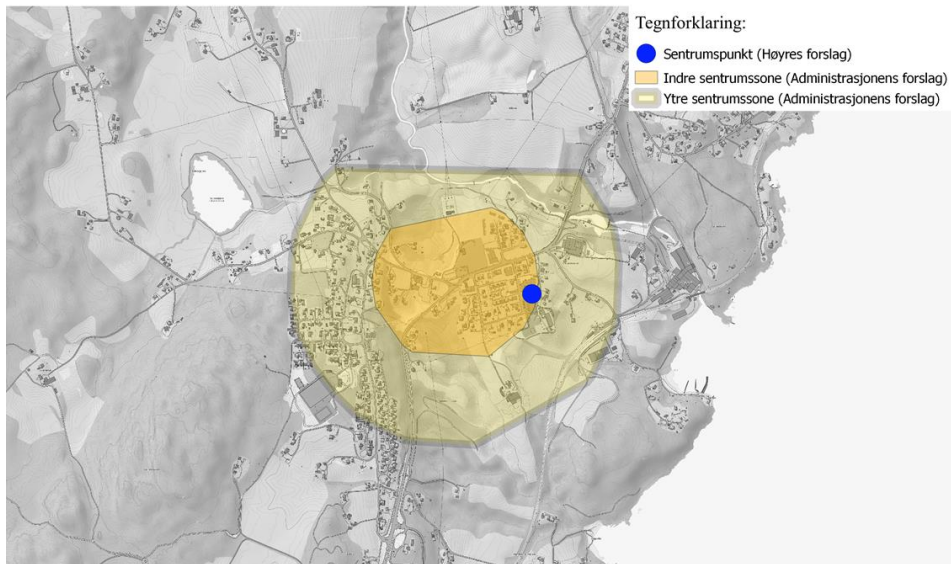 Tegnforklaring:
Sentrumspunkt (Høyres forslag)
Indre sentrumssone (Administrasjonens forslag)
Ytre sentrumssone (Administrasjonens forslag)